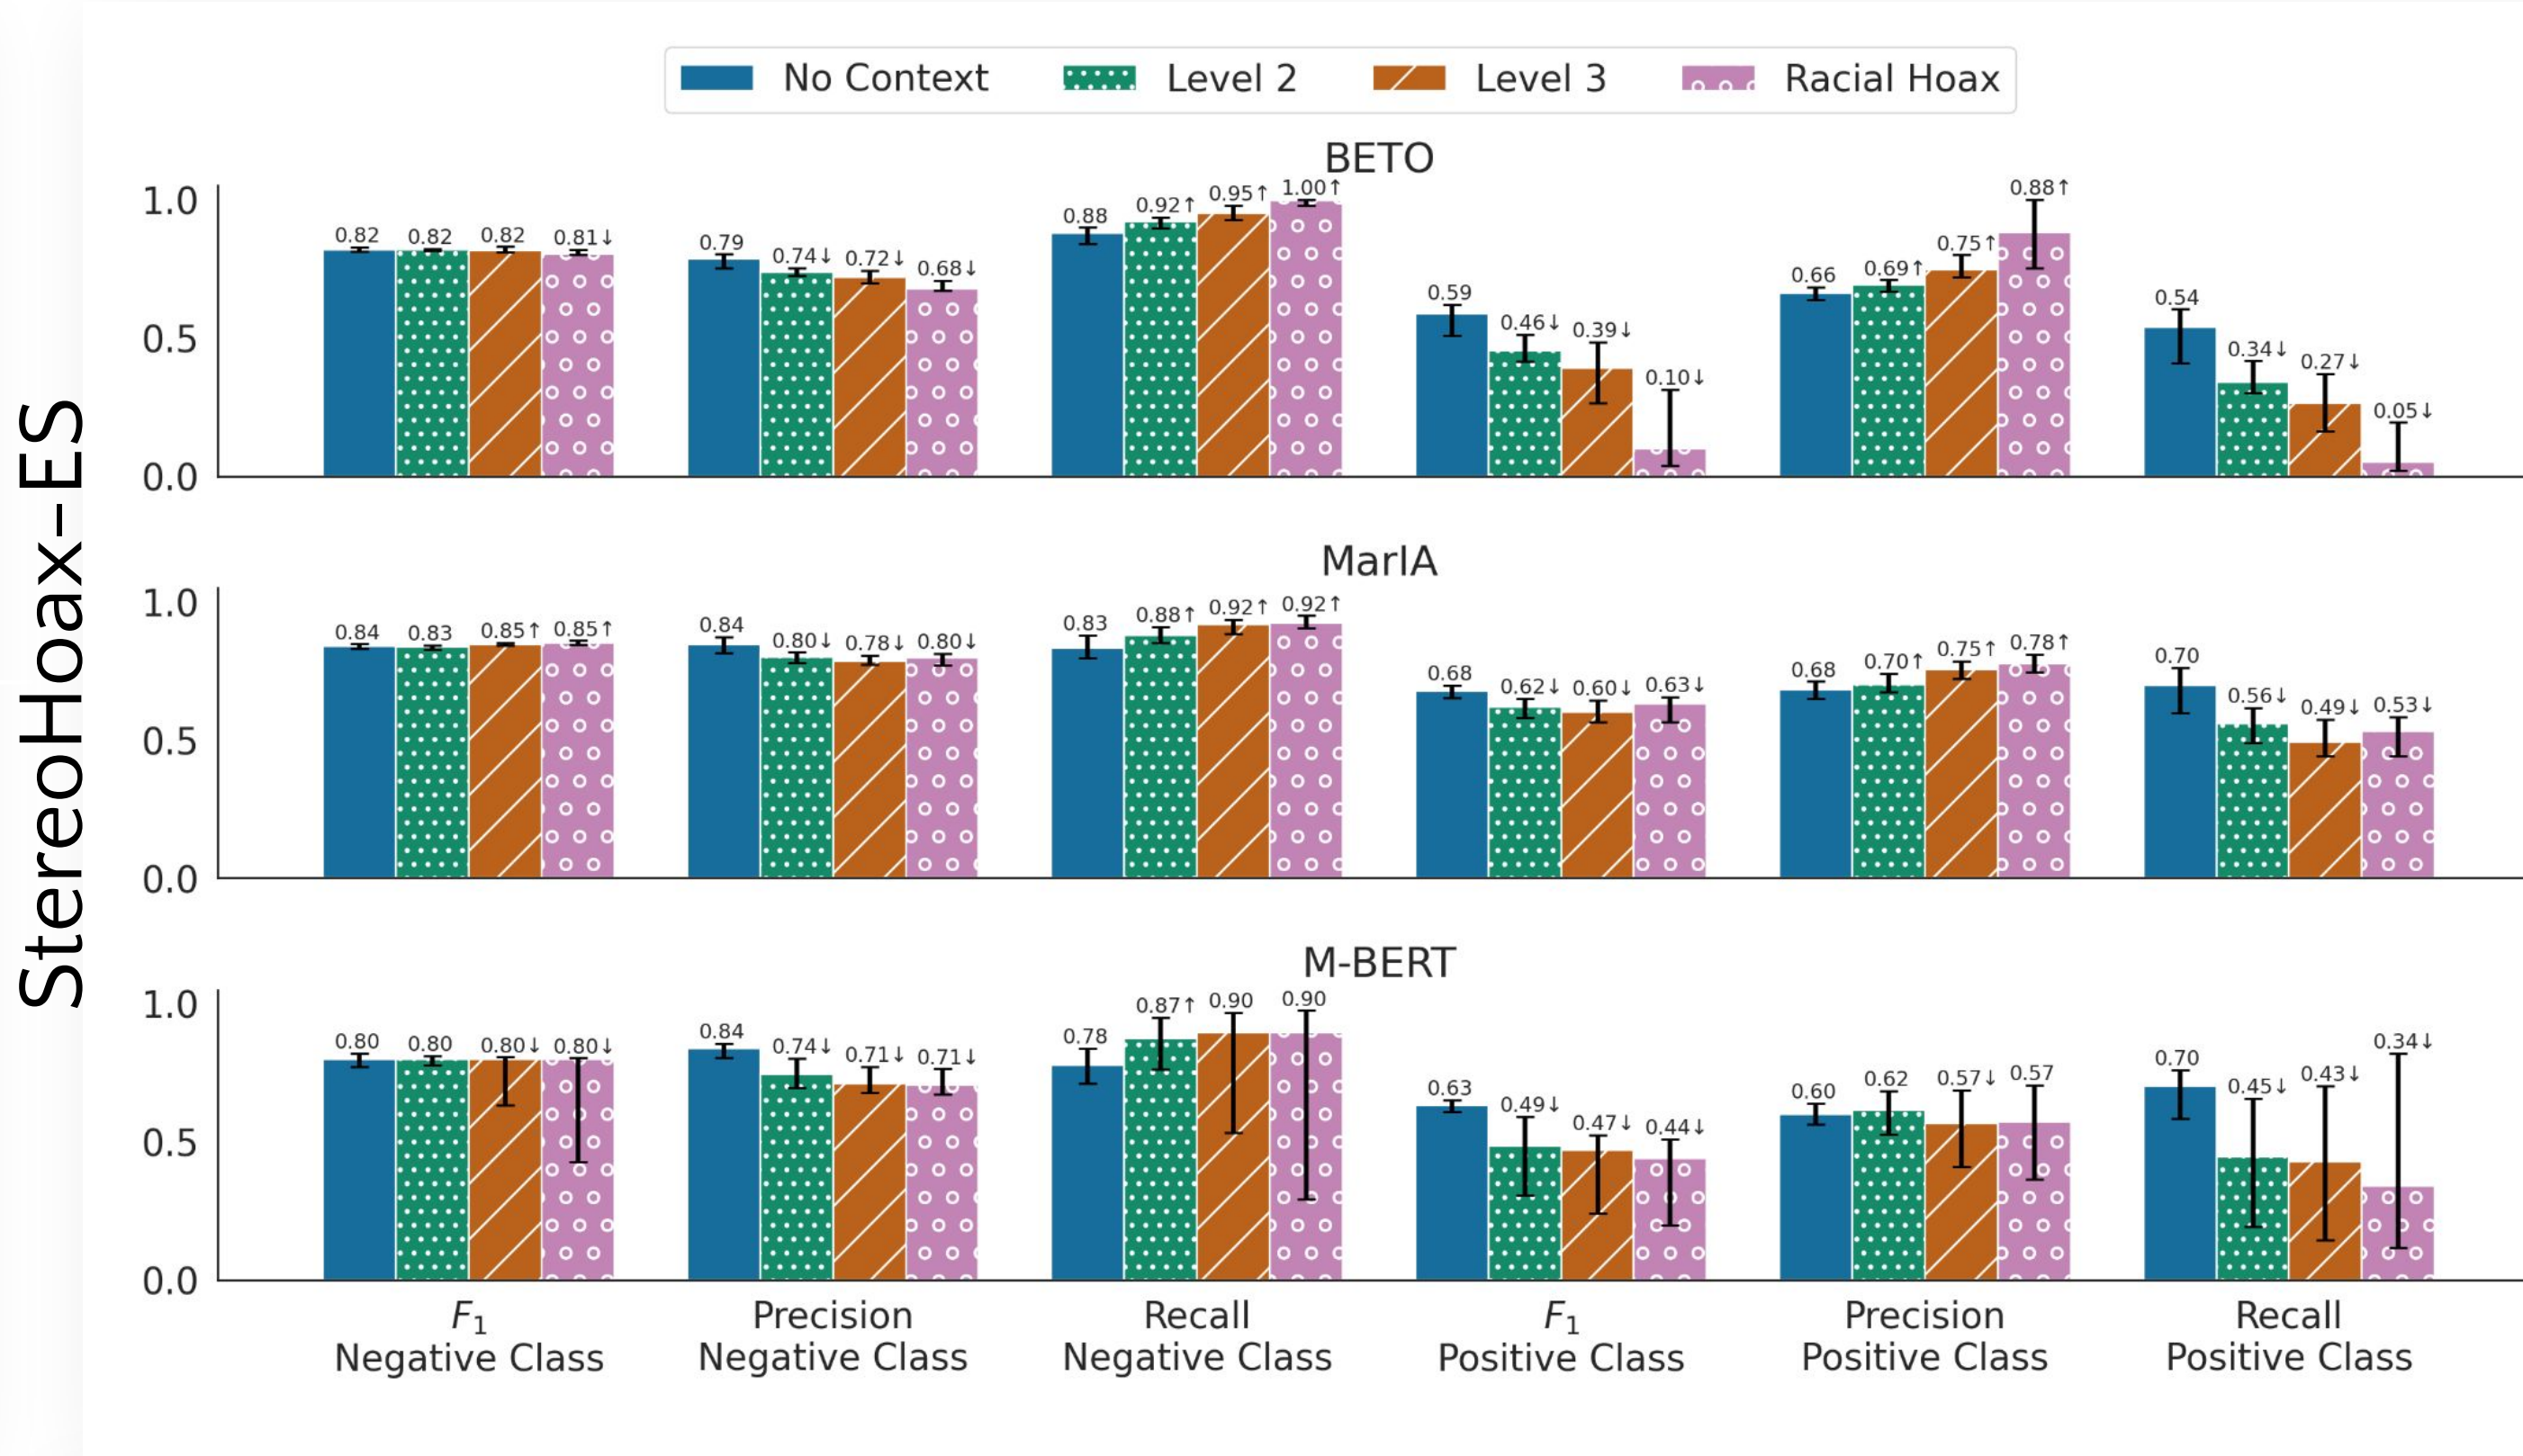 StereoHoax–ES
No Context Level 2 Level 3 Racial Hoax
BETO
1.0
0.5
0.0
0.82 0.82 0.82 0.81↓
0.79 0.74↓ 0.72↓ 0.68↓
0.88 0.92↑ 0.95↑ 1.00↑
0.59 0.46↓ 0.39↓ 0.10↓
0.66 0.69↑ 0.75↑ 0.88↑
0.54 0.34↓ 0.27↓ 0.05↓
MarIA
1.0
0.5
0.0
0.84 0.83 0.85↑ 0.85↑
0.84 0.80↓ 0.78↓ 0.80↓
0.83 0.88↑ 0.92↑ 0.92↑
0.68 0.62↓ 0.60↓ 0.63↓
0.68 0.70↑ 0.75↑ 0.78↑
0.70 0.56↓ 0.49↓ 0.53↓
M-BERT
1.0
0.5
0.0
0.80 0.80 0.80↓ 0.80↓
0.84 0.74↓ 0.71↓ 0.71↓
0.78 0.87↑ 0.90 0.90
0.63 0.49↓ 0.47↓ 0.44↓
0.60 0.62 0.57↓ 0.57
0.70 0.45↓ 0.43↓ 0.34↓
F₁
Negative Class
Precision
Negative Class
Recall
Negative Class
F₁
Positive Class
Precision
Positive Class
Recall
Positive Class